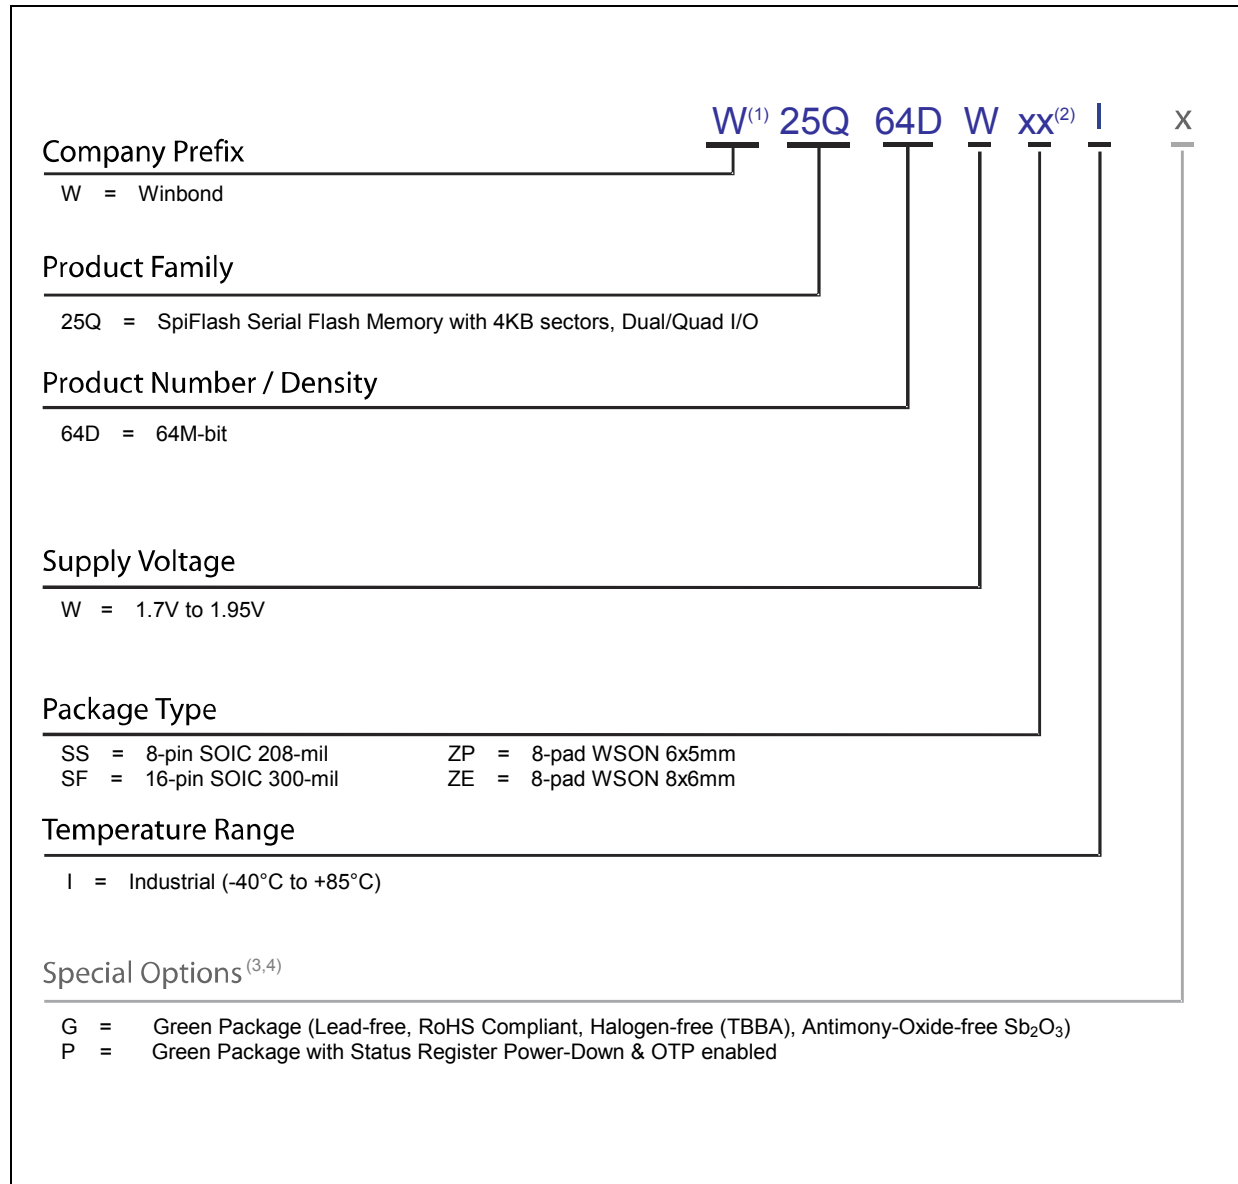 W(1) 25Q 64D W xx(2) I x
Company Prefix
W = Winbond
Product Family
25Q = SpiFlash Serial Flash Memory with 4KB sectors, Dual/Quad I/O
Product Number / Density
64D = 64M-bit
Supply Voltage
W = 1.7V to 1.95V
Package Type
SS = 8-pin SOIC 208-mil ZP = 8-pad WSON 6x5mm
SF = 16-pin SOIC 300-mil ZE = 8-pad WSON 8x6mm
Temperature Range
I = Industrial (-40°C to +85°C)
Special Options (3,4)
G = Green Package (Lead-free, RoHS Compliant, Halogen-free (TBBA), Antimony-Oxide-free Sb2O3)
P = Green Package with Status Register Power-Down & OTP enabled